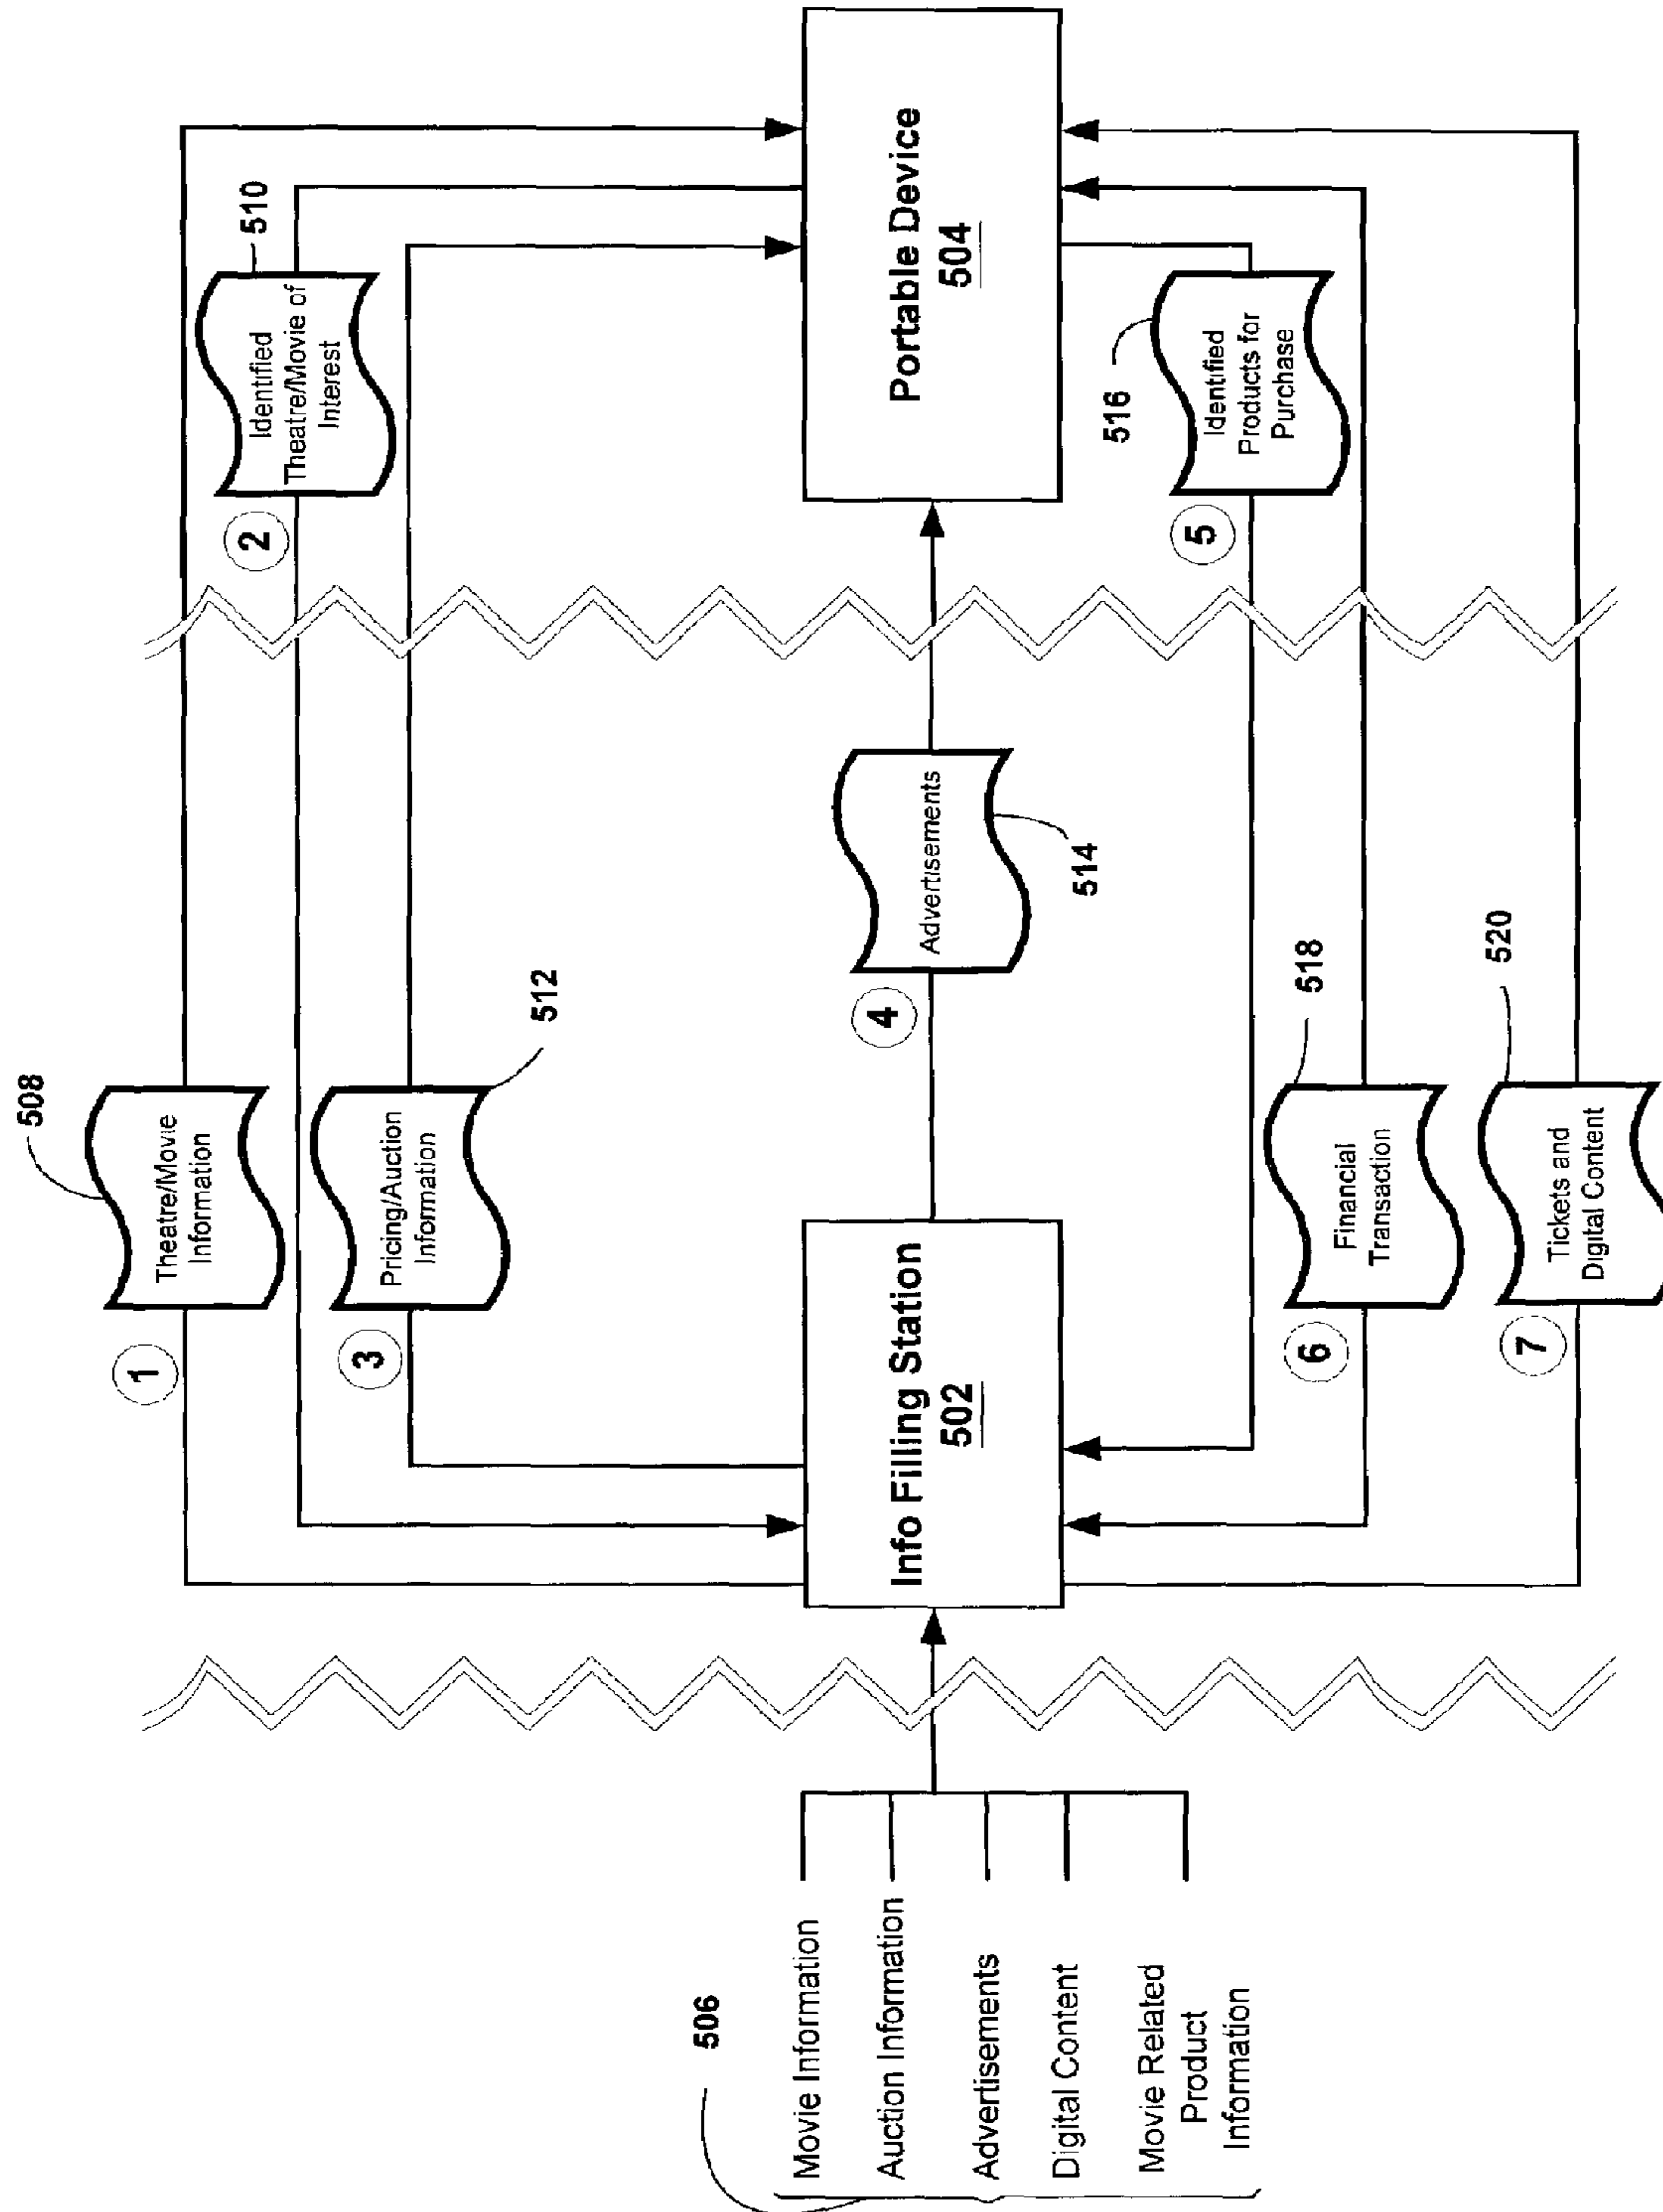 508
1
Theatre/Movie
Information
2
Identified
Theatre/Movie of
Interest
510
3
Pricing/Auction
Information
512
506
Movie Information
Auction Information
Advertisements
Digital Content
Movie Related
Product
Information
Info Filling Station
502
4
Advertisements
514
Portable Device
504
516
5
Identified
Products for
Purchase
6
Financial
Transaction
518
7
Tickets and
Digital Content
520